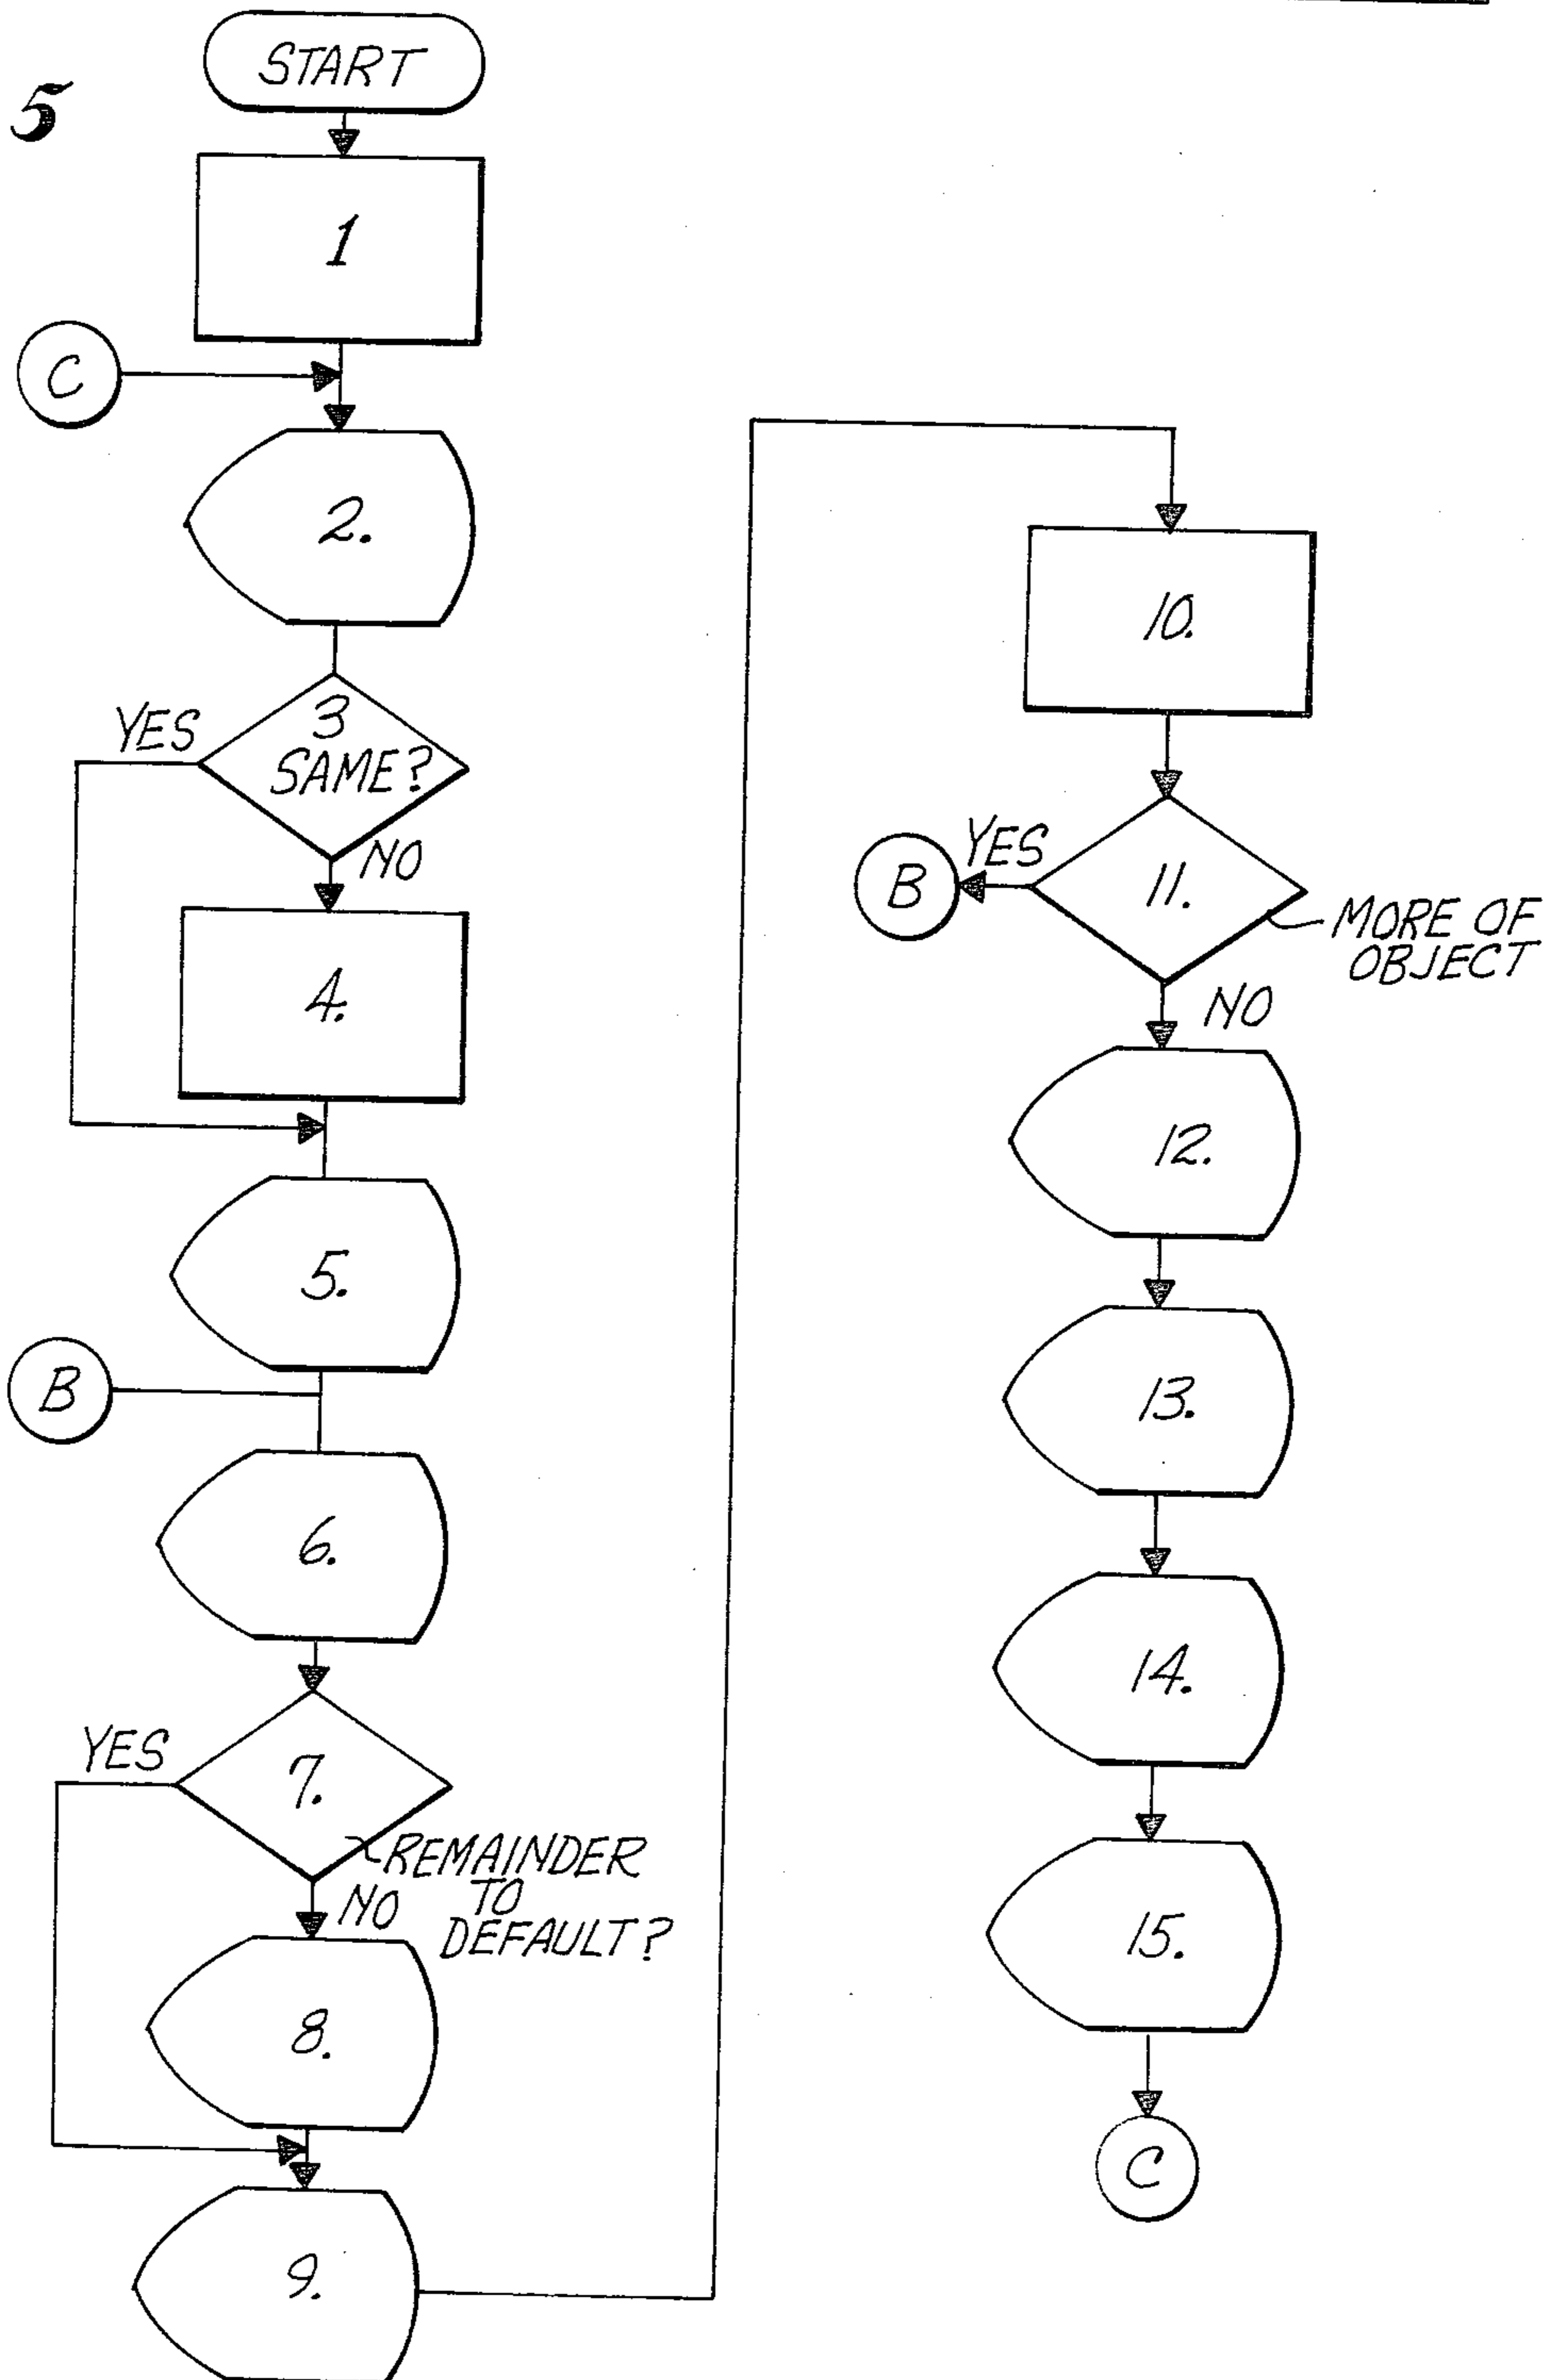 5
START
1
C
2.
YES
3
SAME?
NO
4.
5.
B
6.
YES
7.
REMAINDER
TO
DEFAULT?
NO
8.
9.
10.
YES
B
11.
MORE OF
OBJECT
NO
12.
13.
14.
15.
C